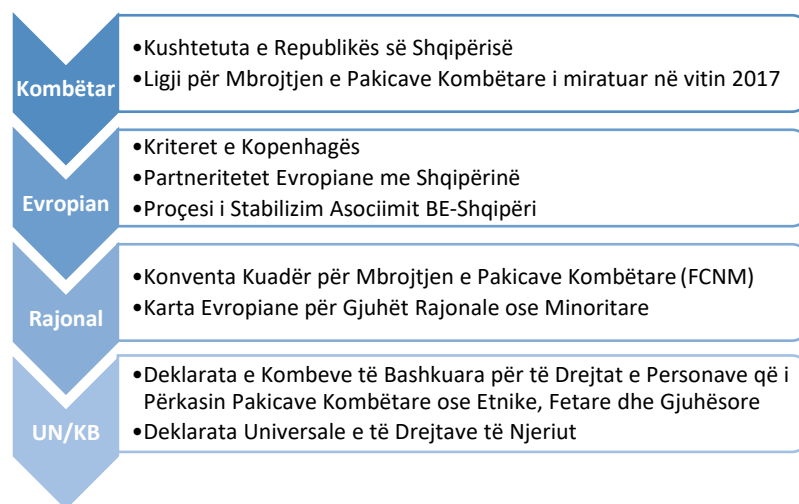 Kombëtar
•Kushtetuta e Republikës së Shqipërisë
•Ligji për Mbrojtjen e Pakicave Kombëtare i miratuar në vitin 2017
Evropian
•Kriteret e Kopenhagës
•Partneritetet Evropiane me Shqipërinë
•Proçesi i Stabilizim Asociimit BE-Shqipëri
Rajonal
•Konventa Kuadër për Mbrojtjen e Pakicave Kombëtare (FCNM)
•Karta Evropiane për Gjuhët Rajonale ose Minoritare
UN/KB
•Deklarata e Kombeve të Bashkuara për të Drejtat e Personave që i
Përkasin Pakicave Kombëtare ose Etnike, Fetare dhe Gjuhësore
•Deklarata Universale e të Drejtave të Njeriut